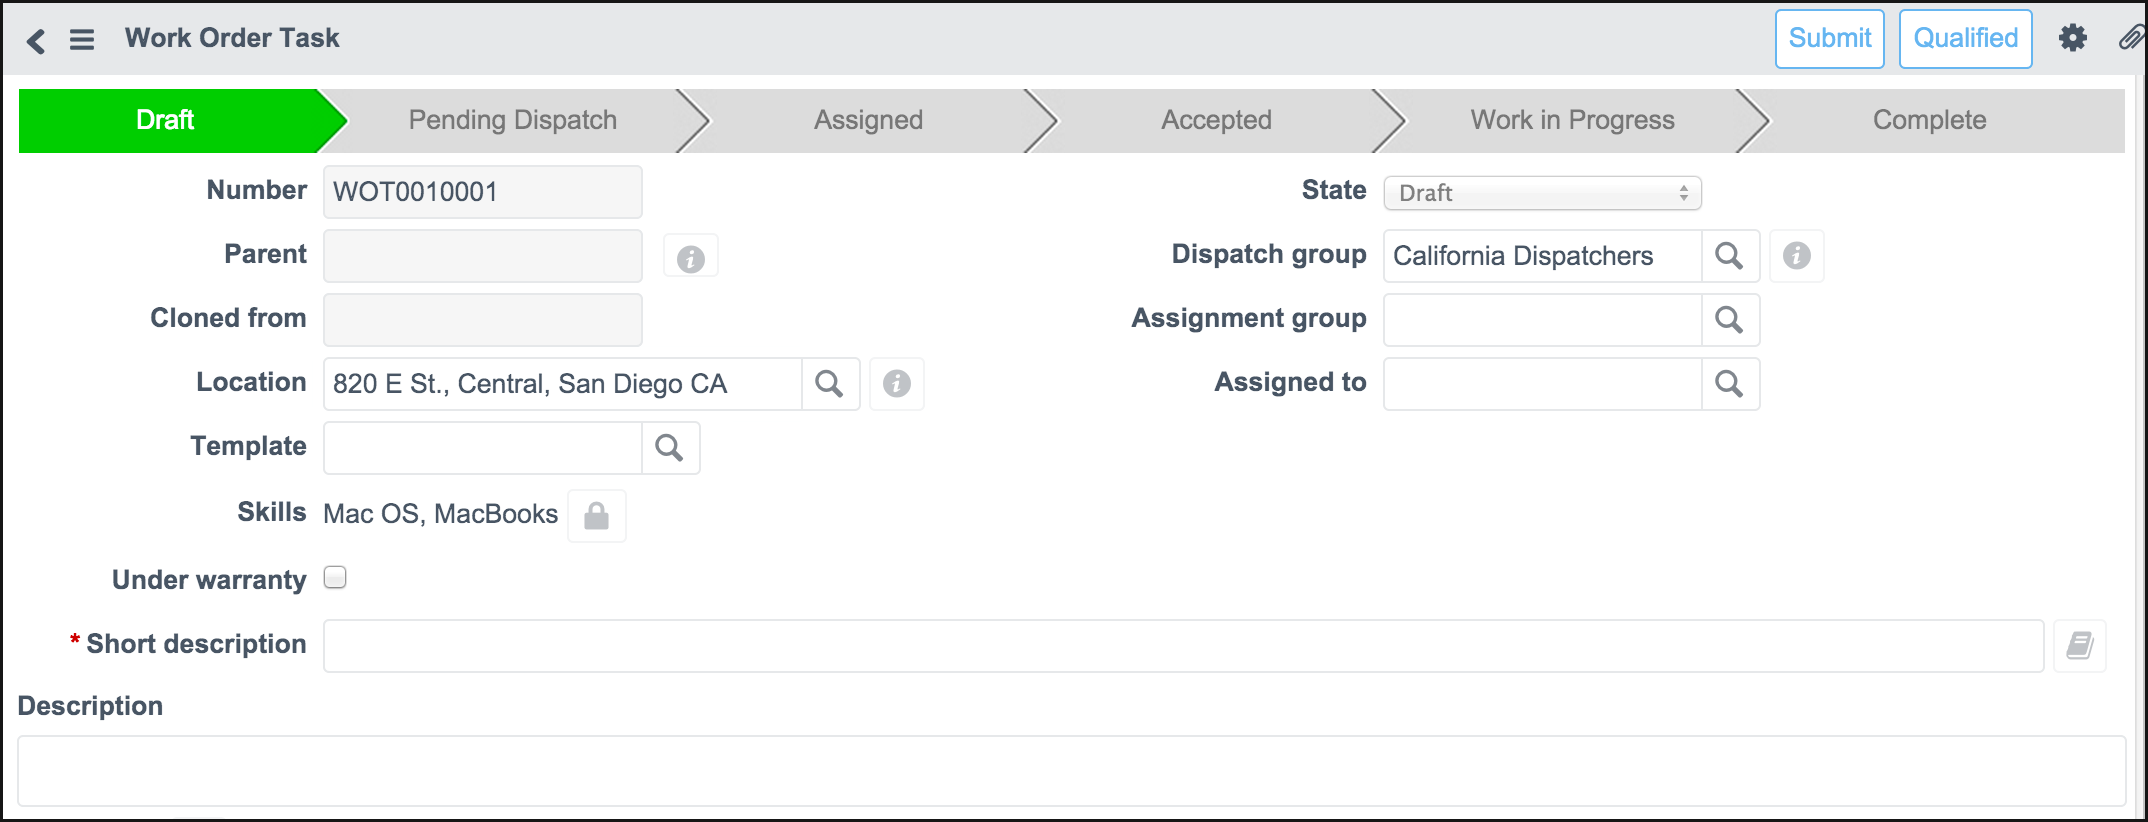 Work Order Task
Submit
Qualified
Draft
Pending Dispatch
Assigned
Accepted
Work in Progress
Complete
Number WOT0010001
Parent
Cloned from
Location 820 E St., Central, San Diego CA
Template
Skills Mac OS, MacBooks
Under warranty
State Draft
Dispatch group California Dispatchers
Assignment group
Assigned to
* Short description
Description